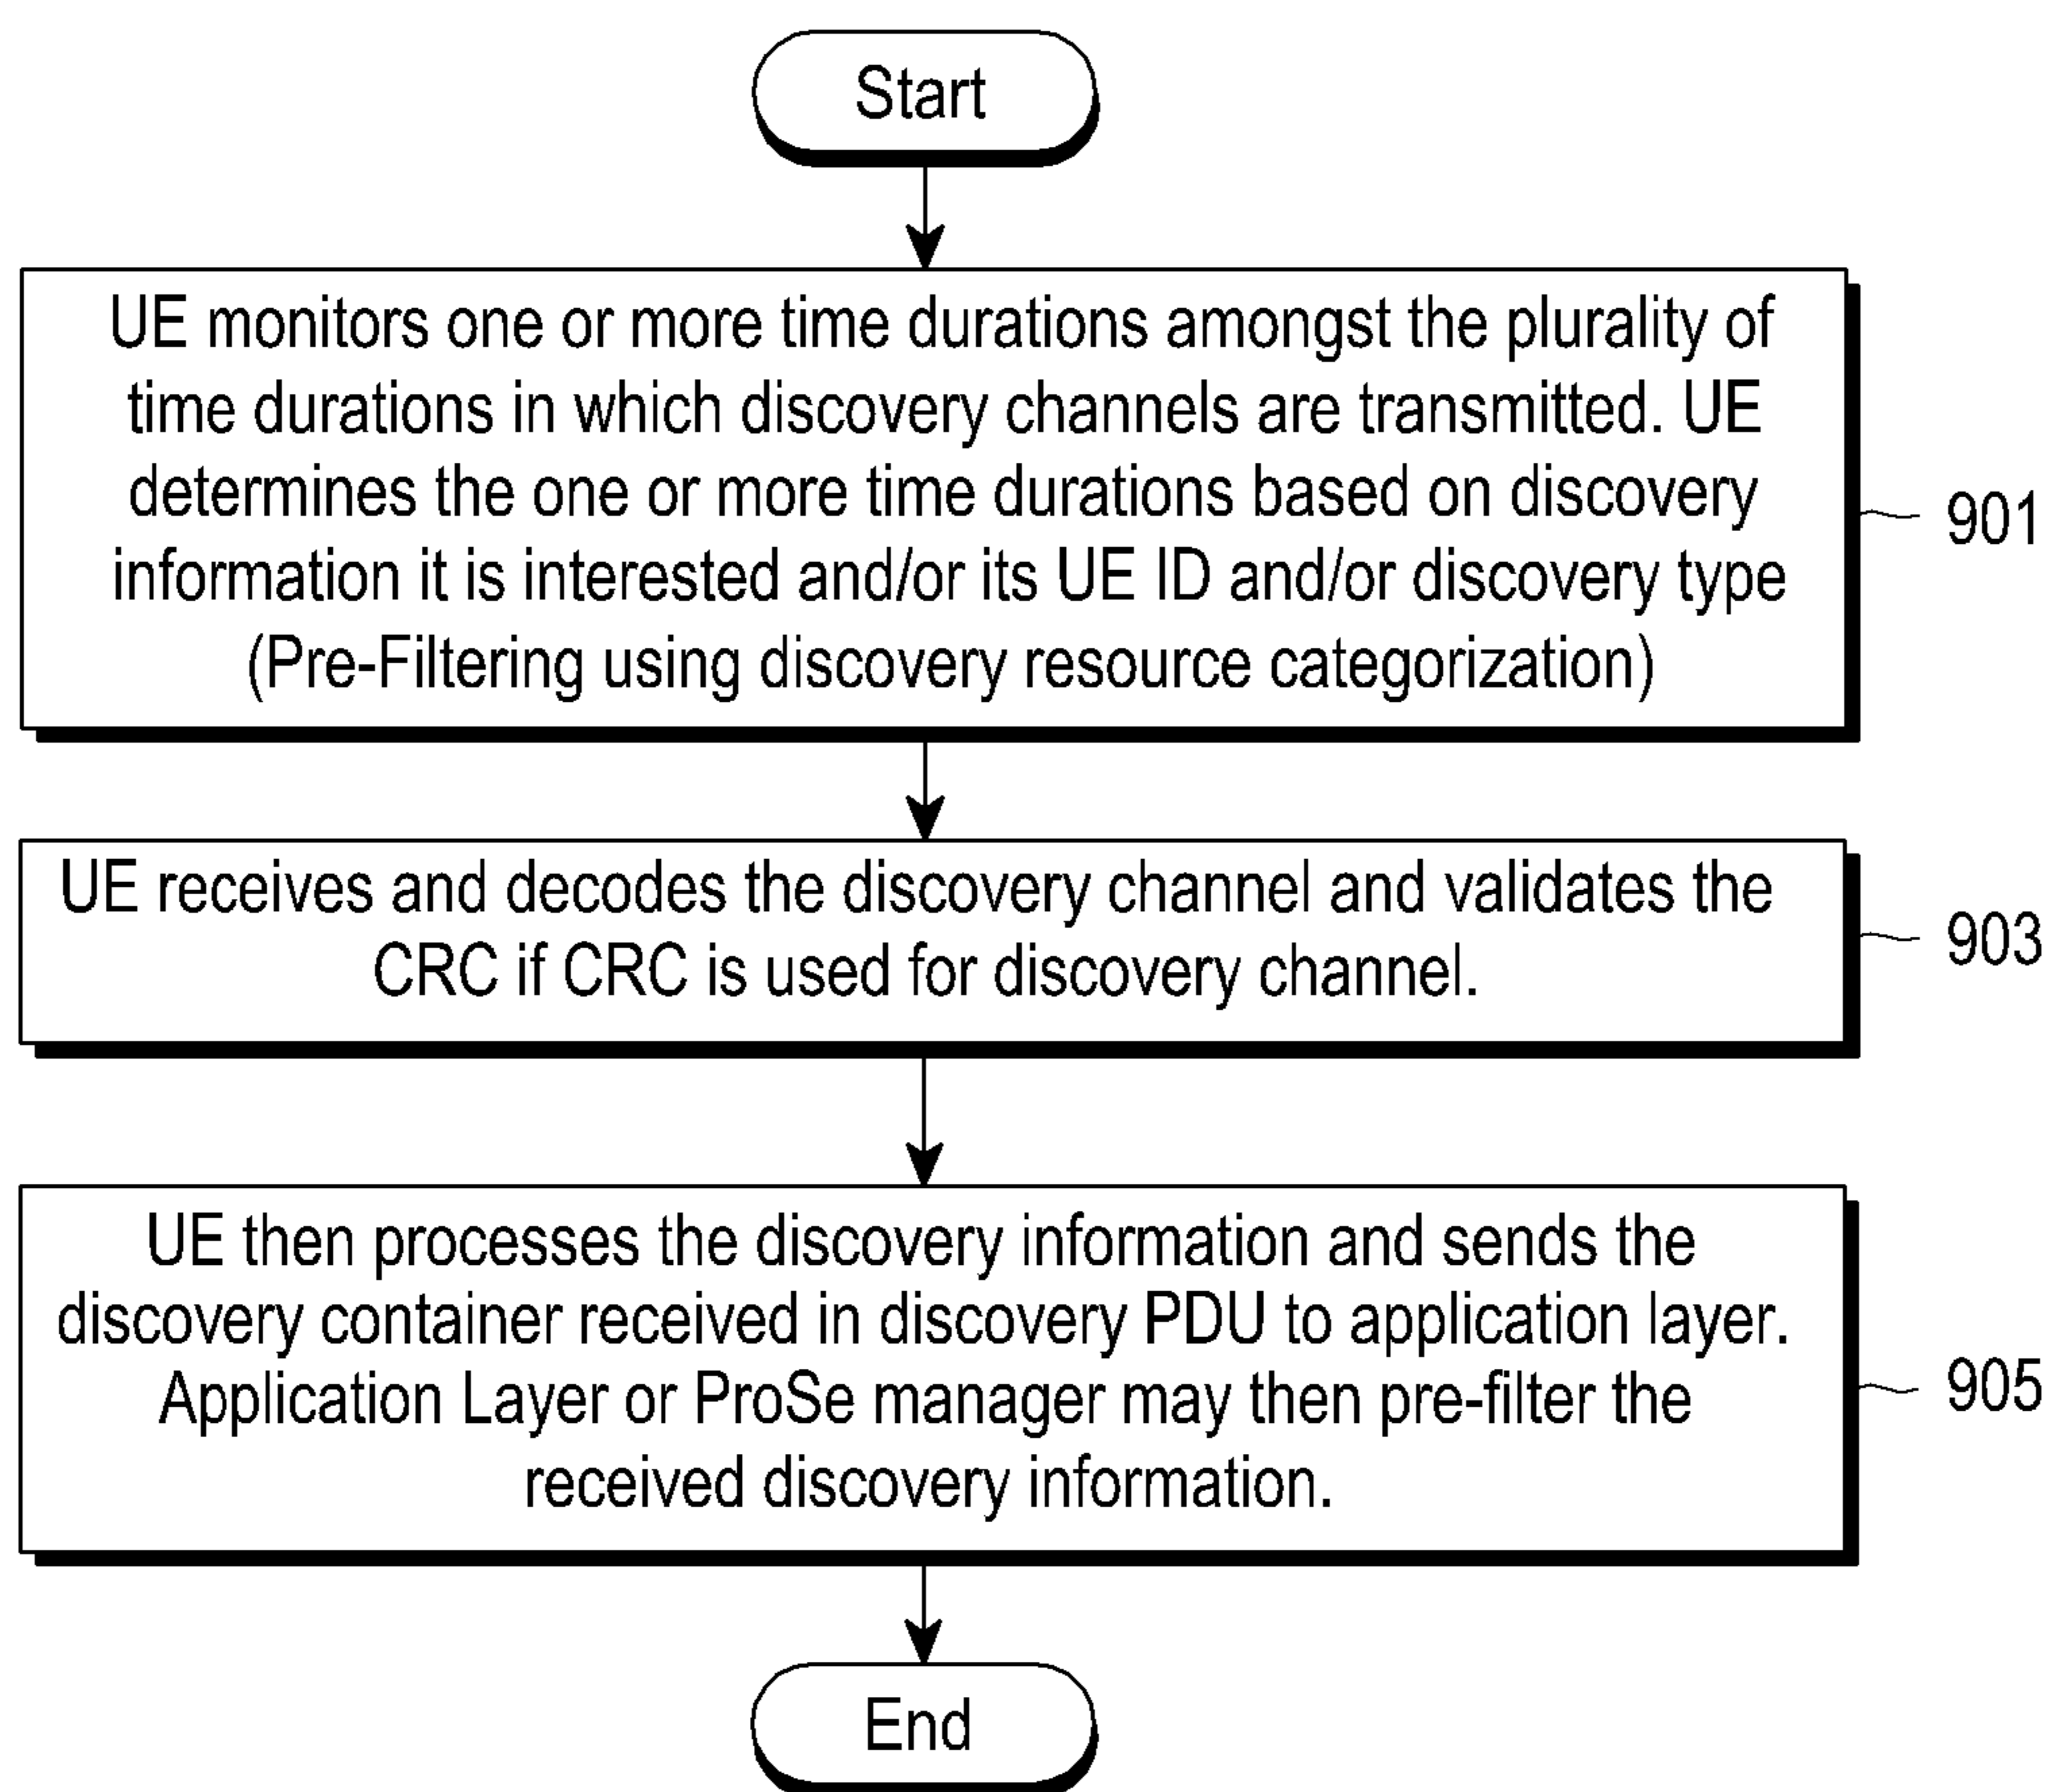 Start
UE monitors one or more time durations amongst the plurality of
time durations in which discovery channels are transmitted. UE
determines the one or more time durations based on discovery
information it is interested and/or its UE ID and/or discovery type
(Pre-Filtering using discovery resource categorization)
901
UE receives and decodes the discovery channel and validates the
CRC if CRC is used for discovery channel.
903
UE then processes the discovery information and sends the
discovery container received in discovery PDU to application layer.
Application Layer or ProSe manager may then pre-filter the
received discovery information.
905
End